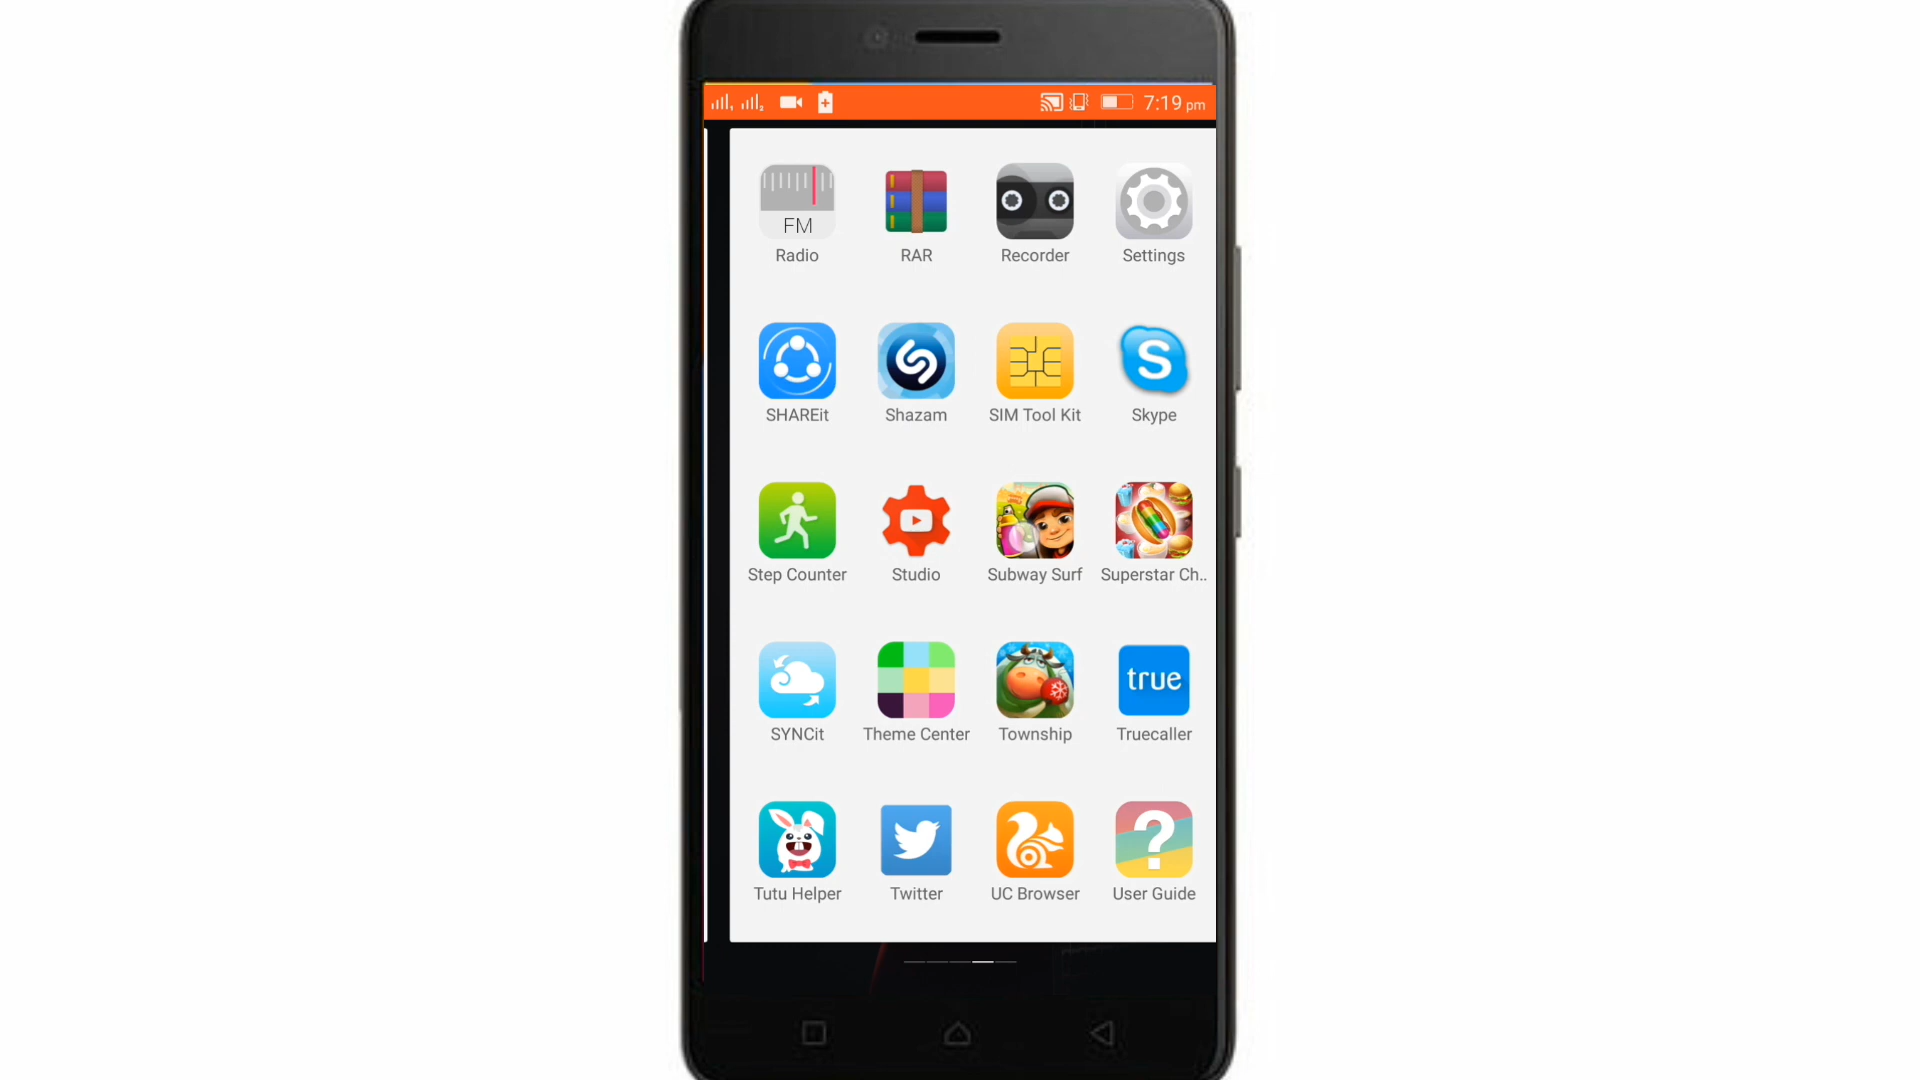 7:19 pm
FM
Radio RAR Recorder Settings
SHAREit Shazam SIM Tool Kit Skype
Step Counter Studio Subway Surf Superstar Ch..
true
SYNCit Theme Center Township Truecaller
Tutu Helper Twitter UC Browser User Guide